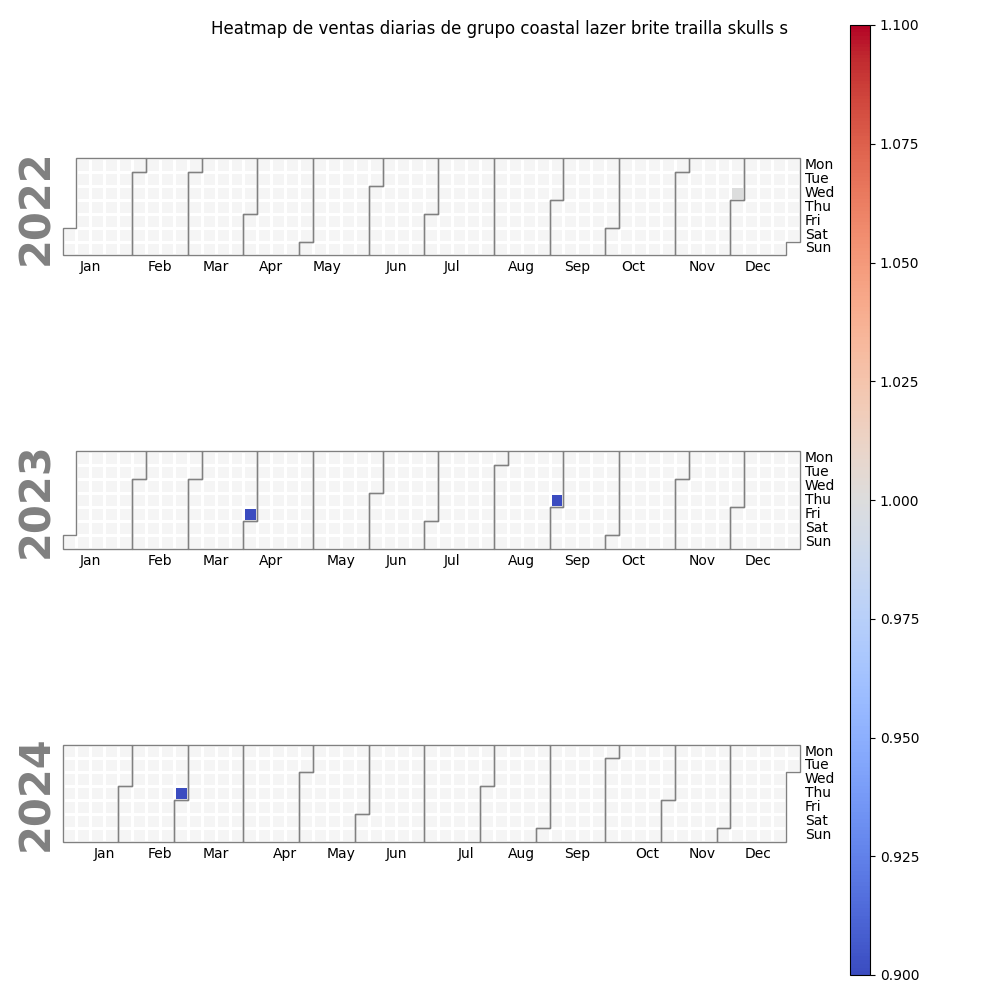 Heatmap de ventas diarias de grupo coastal lazer brite trailla skulls s
2022
Mon
Tue
Wed
Thu
Fri
Sat
Sun
Jan Feb Mar Apr May Jun Jul Aug Sep Oct Nov Dec
2023
Mon
Tue
Wed
Thu
Fri
Sat
Sun
Jan Feb Mar Apr May Jun Jul Aug Sep Oct Nov Dec
2024
Mon
Tue
Wed
Thu
Fri
Sat
Sun
Jan Feb Mar Apr May Jun Jul Aug Sep Oct Nov Dec
1.100
1.075
1.050
1.025
1.000
0.975
0.950
0.925
0.900